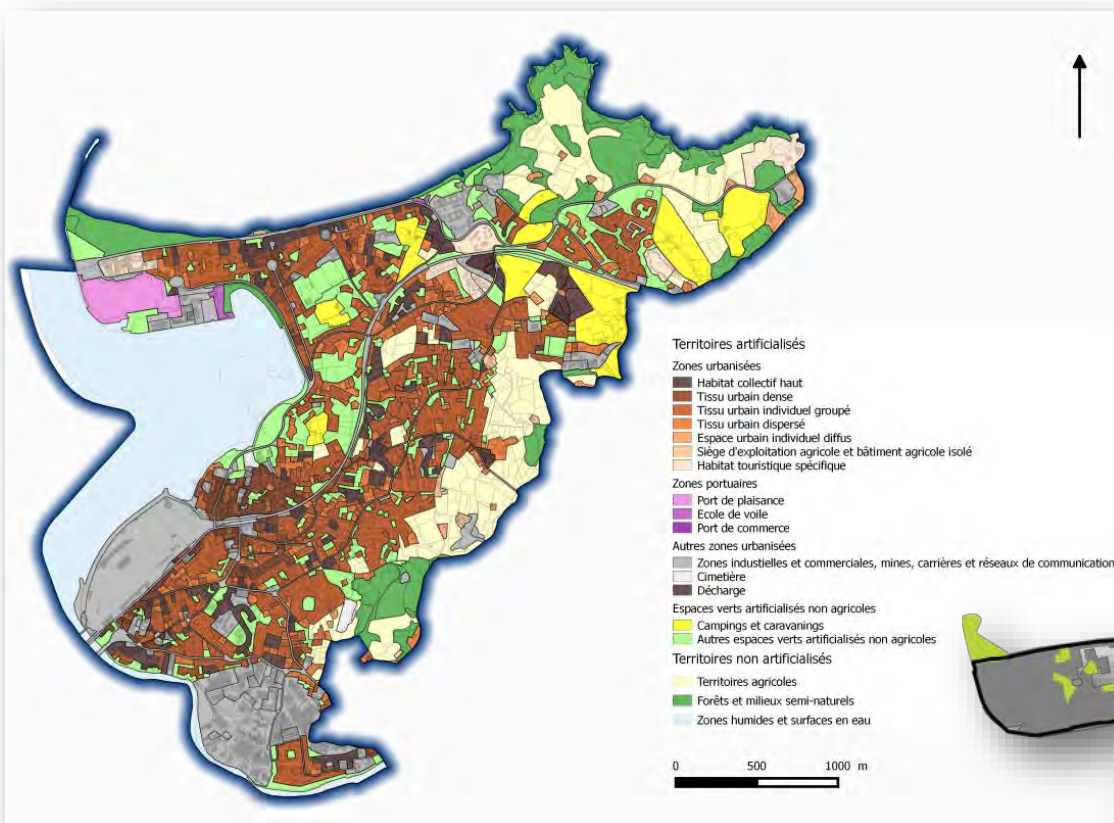 Territoires artificialisés
Zones urbanisées
Habitat collectif haut
Tissu urbain dense
Tissu urbain individuel groupé
Tissu urbain dispersé
Espace urbain individuel diffus
Siège d'exploitation agricole et bâtiment agricole isolé
Habitat touristique spécifique
Zones portuaires
Port de plaisance
Ecole de voile
Port de commerce
Autres zones urbanisées
Zones industielles et commerciales, mines, carrières et réseaux de communication
Cimetière
Décharge
Espaces verts artificialisés non agricoles
Campings et caravanings
Autres espaces verts artificialisés non agricoles
Territoires non artificialisés
Territoires agricoles
Forêts et milieux semi-naturels
Zones humides et surfaces en eau
0 500 1000 m